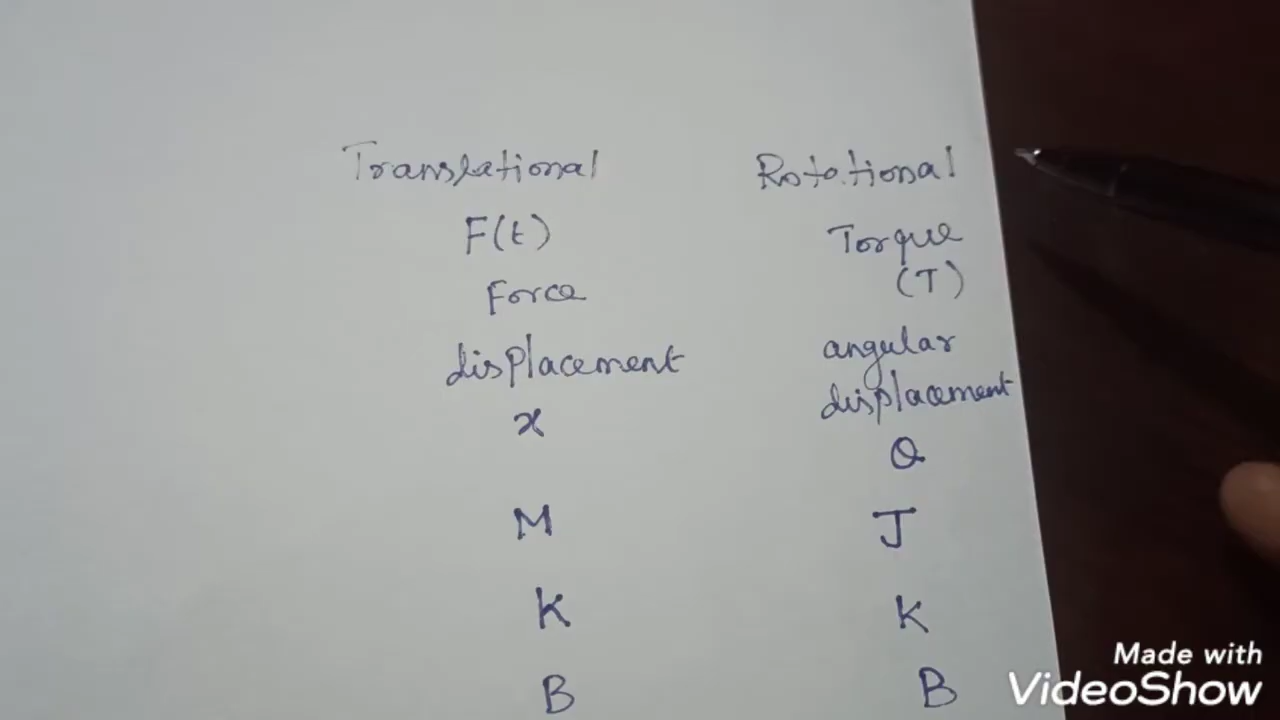 Translational Rotational
F(t) Torque
Force (T)
displacement angular
x displacement
θ
M J
K K
B B
Made with
VideoShow